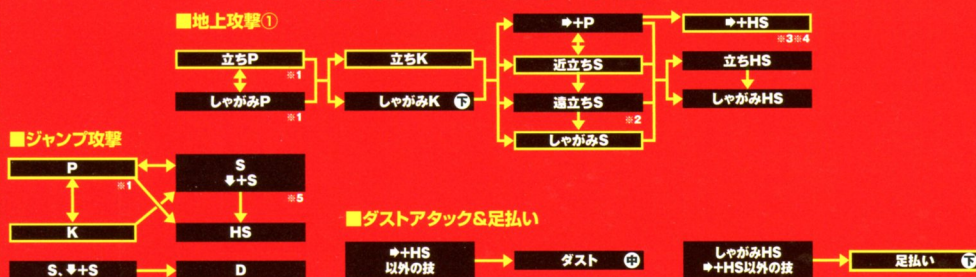 ■地上攻撃①
立ちP
※1
しゃがみP
※1
立ちK
しゃがみK 下
➡+P
近立ちS
遠立ちS
※2
しゃがみS
➡+HS
※3※4
立ちHS
しゃがみHS
■ジャンプ攻撃
P
※1
K
S
⬇+S
※5
HS
S、⬇+S
D
■ダストアタック&足払い
➡+HS
以外の技
ダスト 中
しゃがみHS
➡+HS以外の技
足払い 下